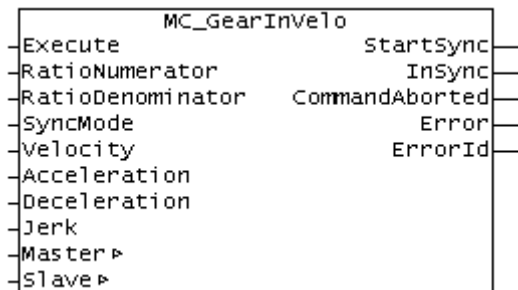 MC_GearInVelo
Execute StartSync
RatioNumerator InSync
RatioDenominator CommandAborted
SyncMode Error
Velocity ErrorId
Acceleration
Deceleration
Jerk
Master
Slave